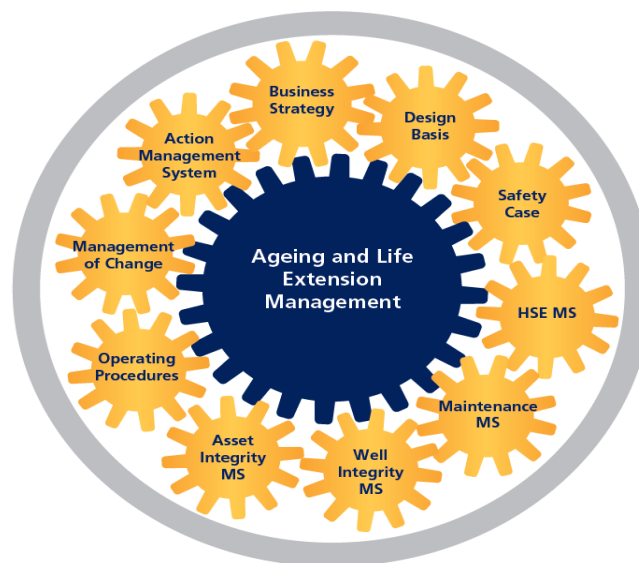 Business
Strategy
Design
Basis
Action
Management
System
Safety
Case
Management
of Change
Ageing and Life
Extension
Management
HSE MS
Operating
Procedures
Maintenance
MS
Asset
Integrity
MS
Well
Integrity
MS